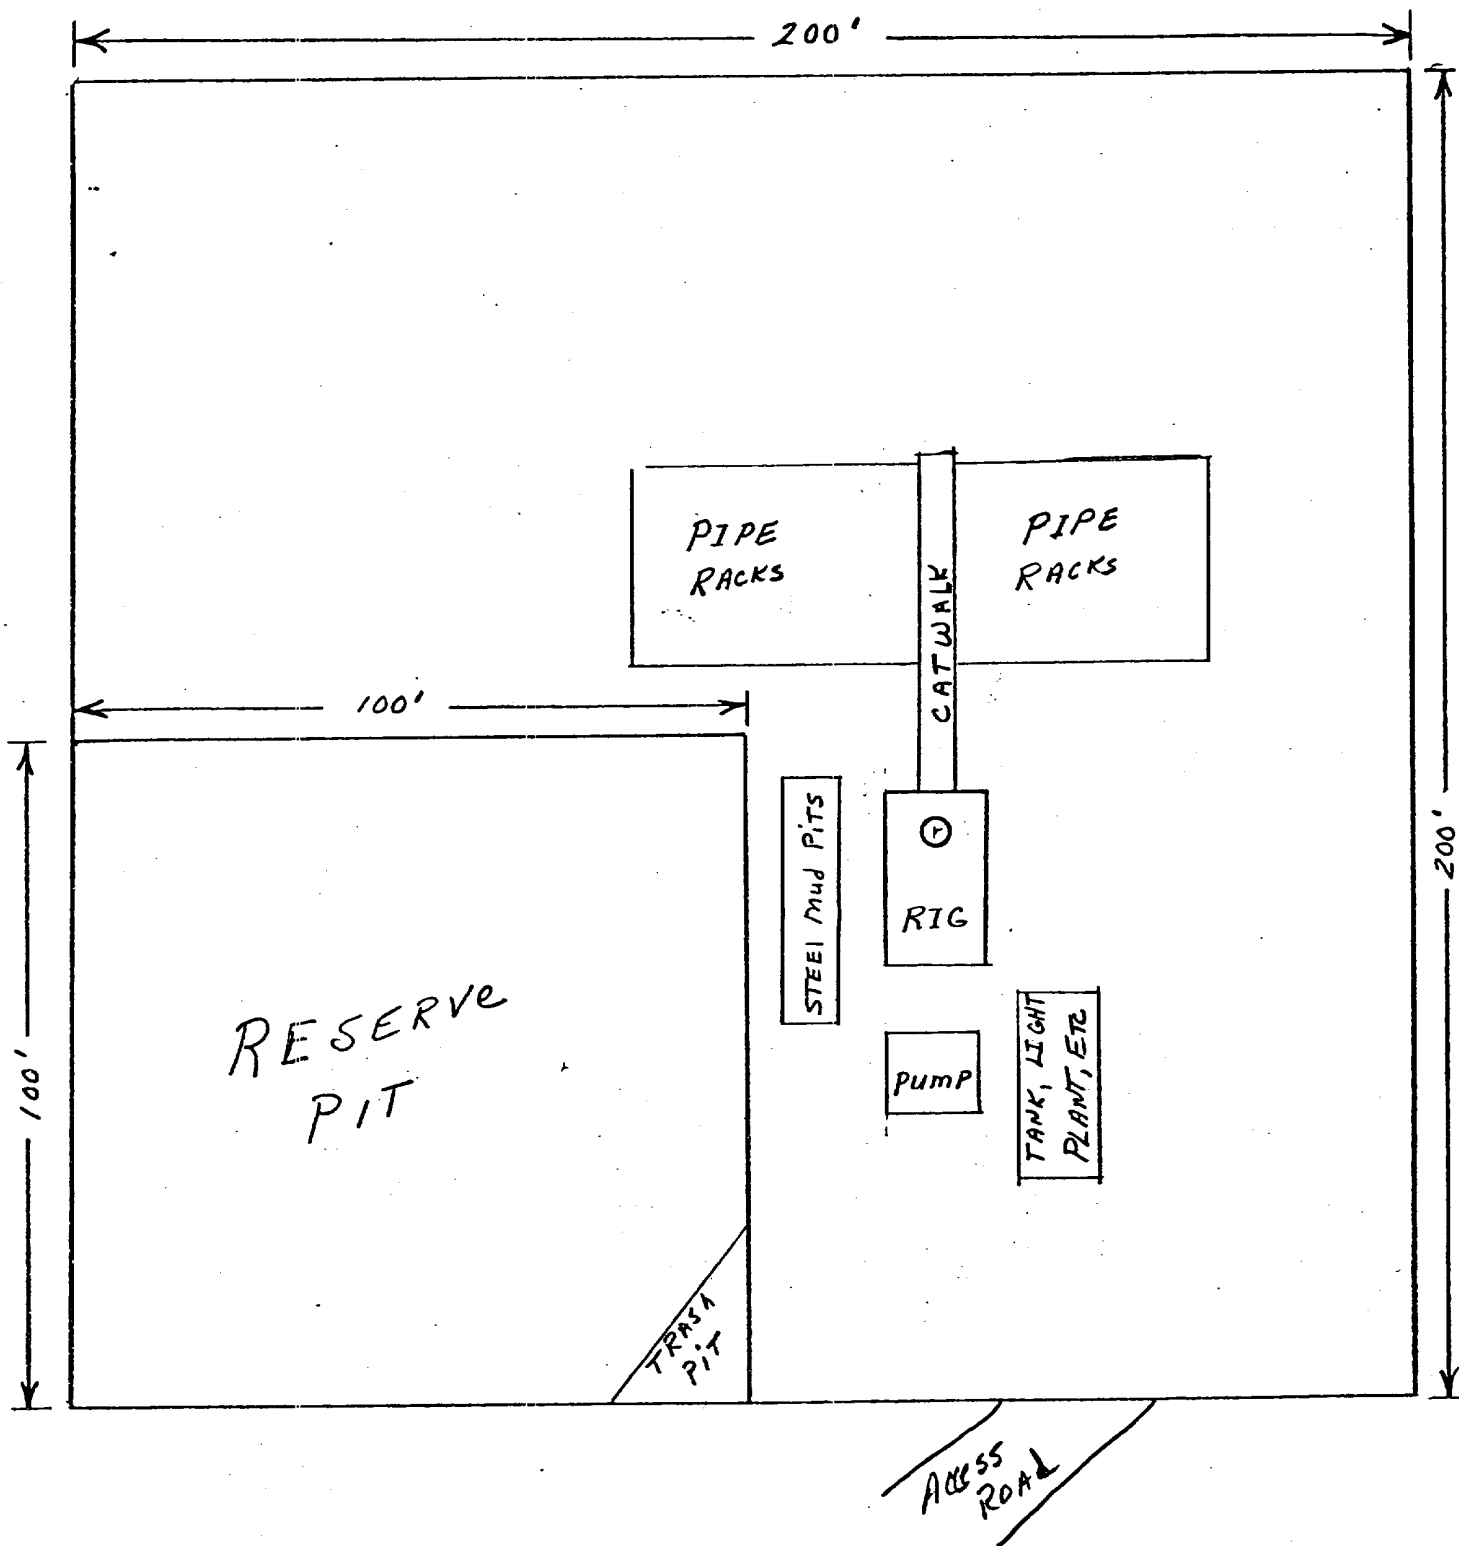 200'
PIPE
RACKS
PIPE
RACKS
CATWALK
100'
STEEl mud PiTS
RIG
200'
RESERVe
PIT
100'
PumP
TANK, LIGHT
PLANT, ETC
TRASH
PiT
ACCESS
ROAd